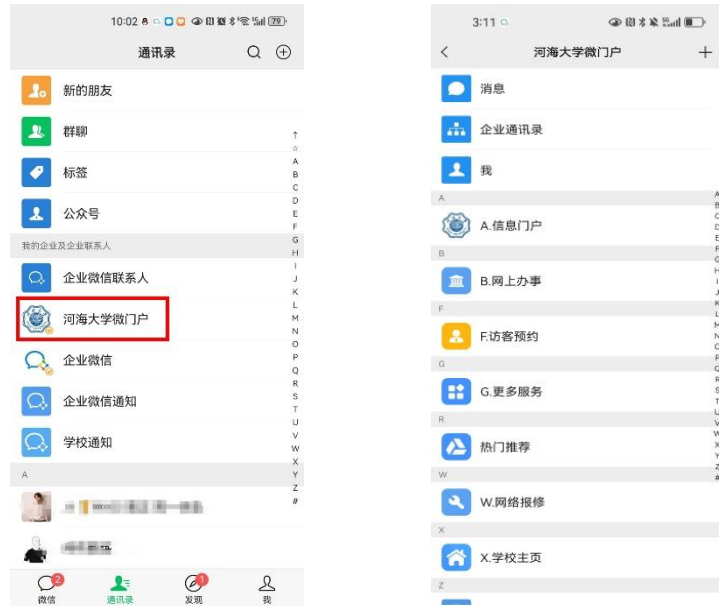 10:02
79
通讯录
新的朋友
群聊
标签
公众号
我的企业及企业联系人
企业微信联系人
河海大学微门户
企业微信
企业微信通知
学校通知
A
↑
☆
A
B
C
D
E
F
G
H
I
J
K
L
M
N
O
P
Q
R
S
T
U
V
W
X
Y
Z
#
2
微信
通讯录
1
发现
我
3:11
河海大学微门户
消息
企业通讯录
我
A
A.信息门户
B
B.网上办事
F
F.访客预约
G
G.更多服务
R
热门推荐
W
W.网络报修
X
X.学校主页
Z
A
B
C
D
E
F
G
H
I
J
K
L
M
N
O
P
Q
R
S
T
U
V
W
X
Y
Z
#